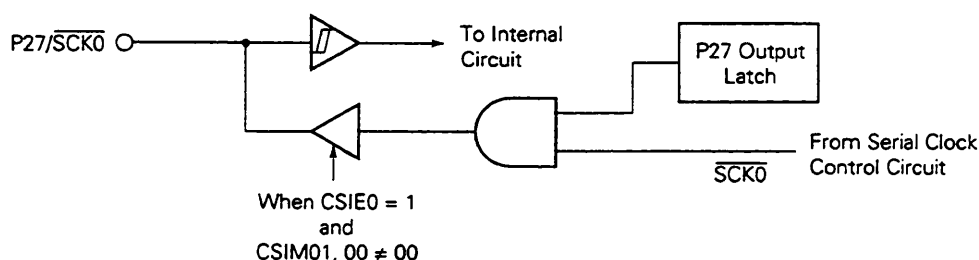 P27/SCK0
To Internal
Circuit
P27 Output
Latch
SCK0
From Serial Clock
Control Circuit
When CSIE0 = 1
and
CSIM01, 00 ≠ 00